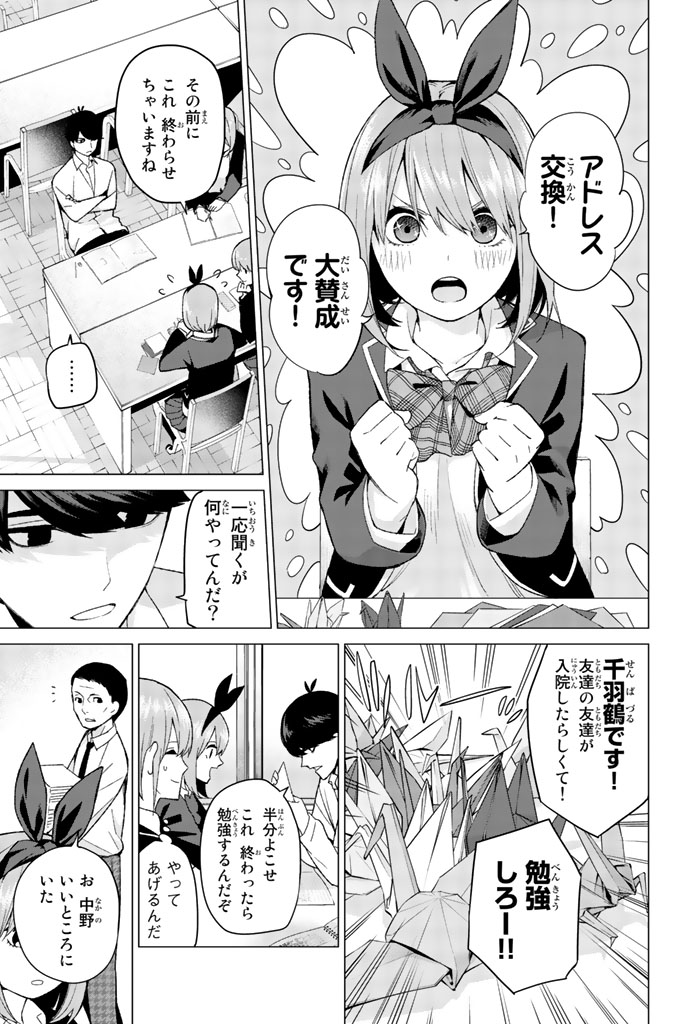 アドレス
交換！
大賛成
です！
その前に
これ 終わらせ
ちゃいますね
……
一応聞くが
何やってんだ？
千羽鶴です！
友達の友達が
入院したらしくて！
勉強
しろー!!
半分よこせ
これ 終わったら
勉強するんだぞ
やって
あげるんだ
お 中野
いいところに
いた